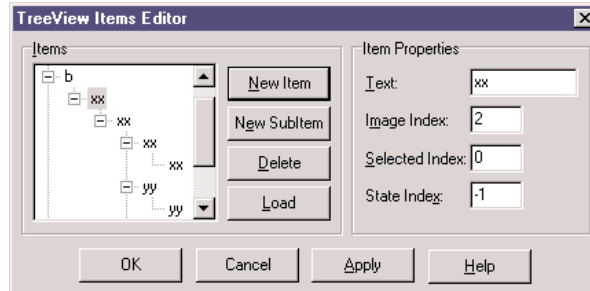 TreeView Items Editor
Items
b
xx
xx
xx
xx
yy
yy
New Item
New SubItem
Delete
Load
Item Properties
Text: xx
Image Index: 2
Selected Index: 0
State Index: -1
OK Cancel Apply Help